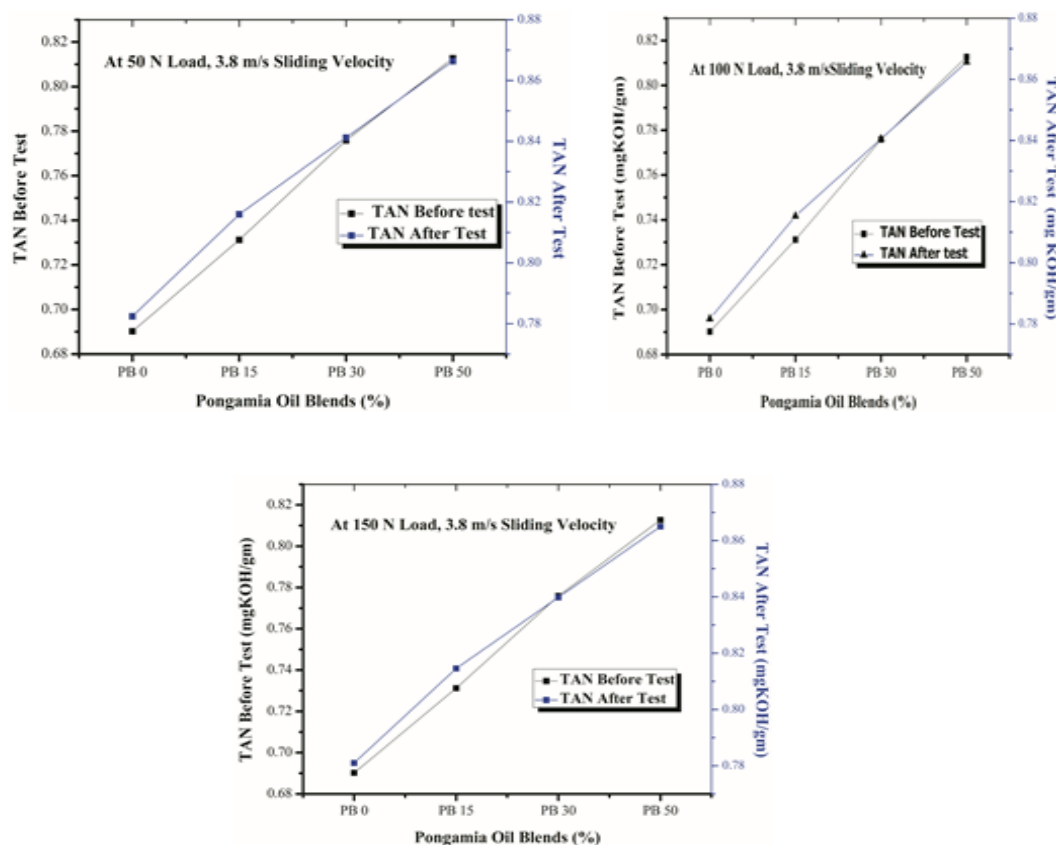 At 50 N Load, 3.8 m/s Sliding Velocity
TAN Before Test
0.82
0.80
0.78
0.76
0.74
0.72
0.70
0.68
TAN After Test
0.88
0.86
0.84
0.82
0.80
0.78
TAN Before test
TAN After Test
PB 0
PB 15
PB 30
PB 50
Pongamia Oil Blends (%)
At 100 N Load, 3.8 m/sSliding Velocity
TAN Before Test (mgKOH/gm)
0.82
0.80
0.78
0.76
0.74
0.72
0.70
0.68
TAN After Test (mg KOH/gm)
0.88
0.86
0.84
0.82
0.80
0.78
TAN Before Test
TAN After test
PB 0
PB 15
PB 30
PB 50
Pongamia Oil Blends (%)
At 150 N Load, 3.8 m/s Sliding Velocity
TAN Before Test (mgKOH/gm)
0.82
0.80
0.78
0.76
0.74
0.72
0.70
0.68
TAN After Test (mgKOH/gm)
0.88
0.86
0.84
0.82
0.80
0.78
TAN Before Test
TAN After Test
PB 0
PB 15
PB 30
PB 50
Pongamia Oil Blends (%)